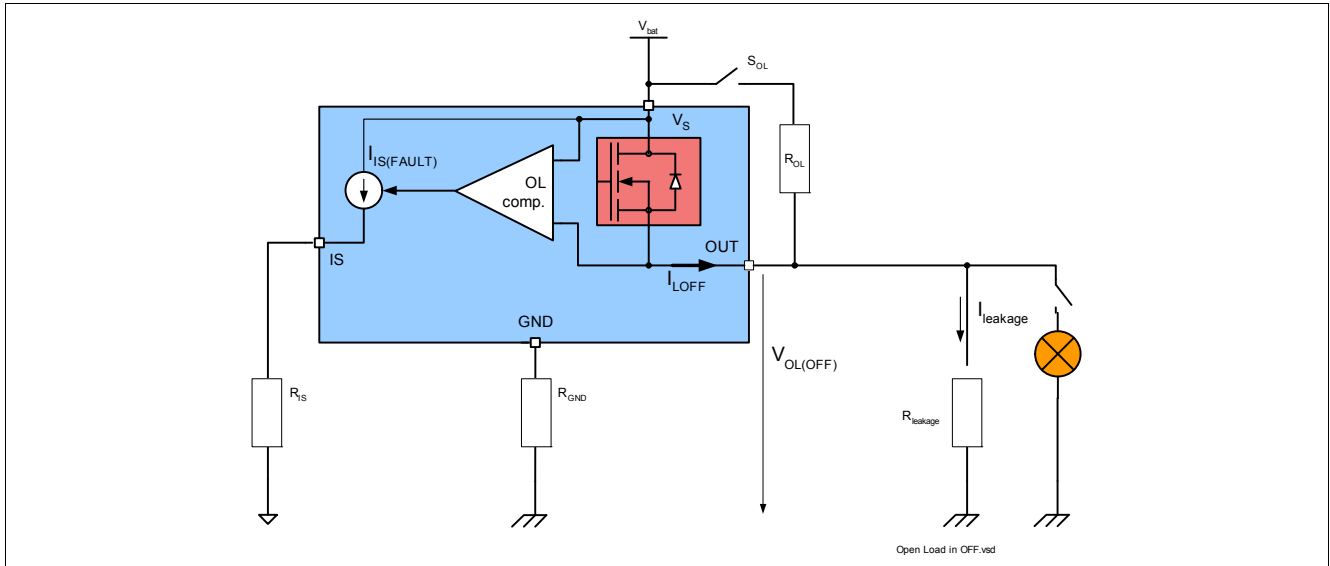 Vbat
SOL
VS
IIS(FAULT)
OL
comp.
ROL
OUT
IS
ILOFF
GND
Ileakage
VOL(OFF)
RIS
RGND
Rleakage
Open Load in OFF.vsd